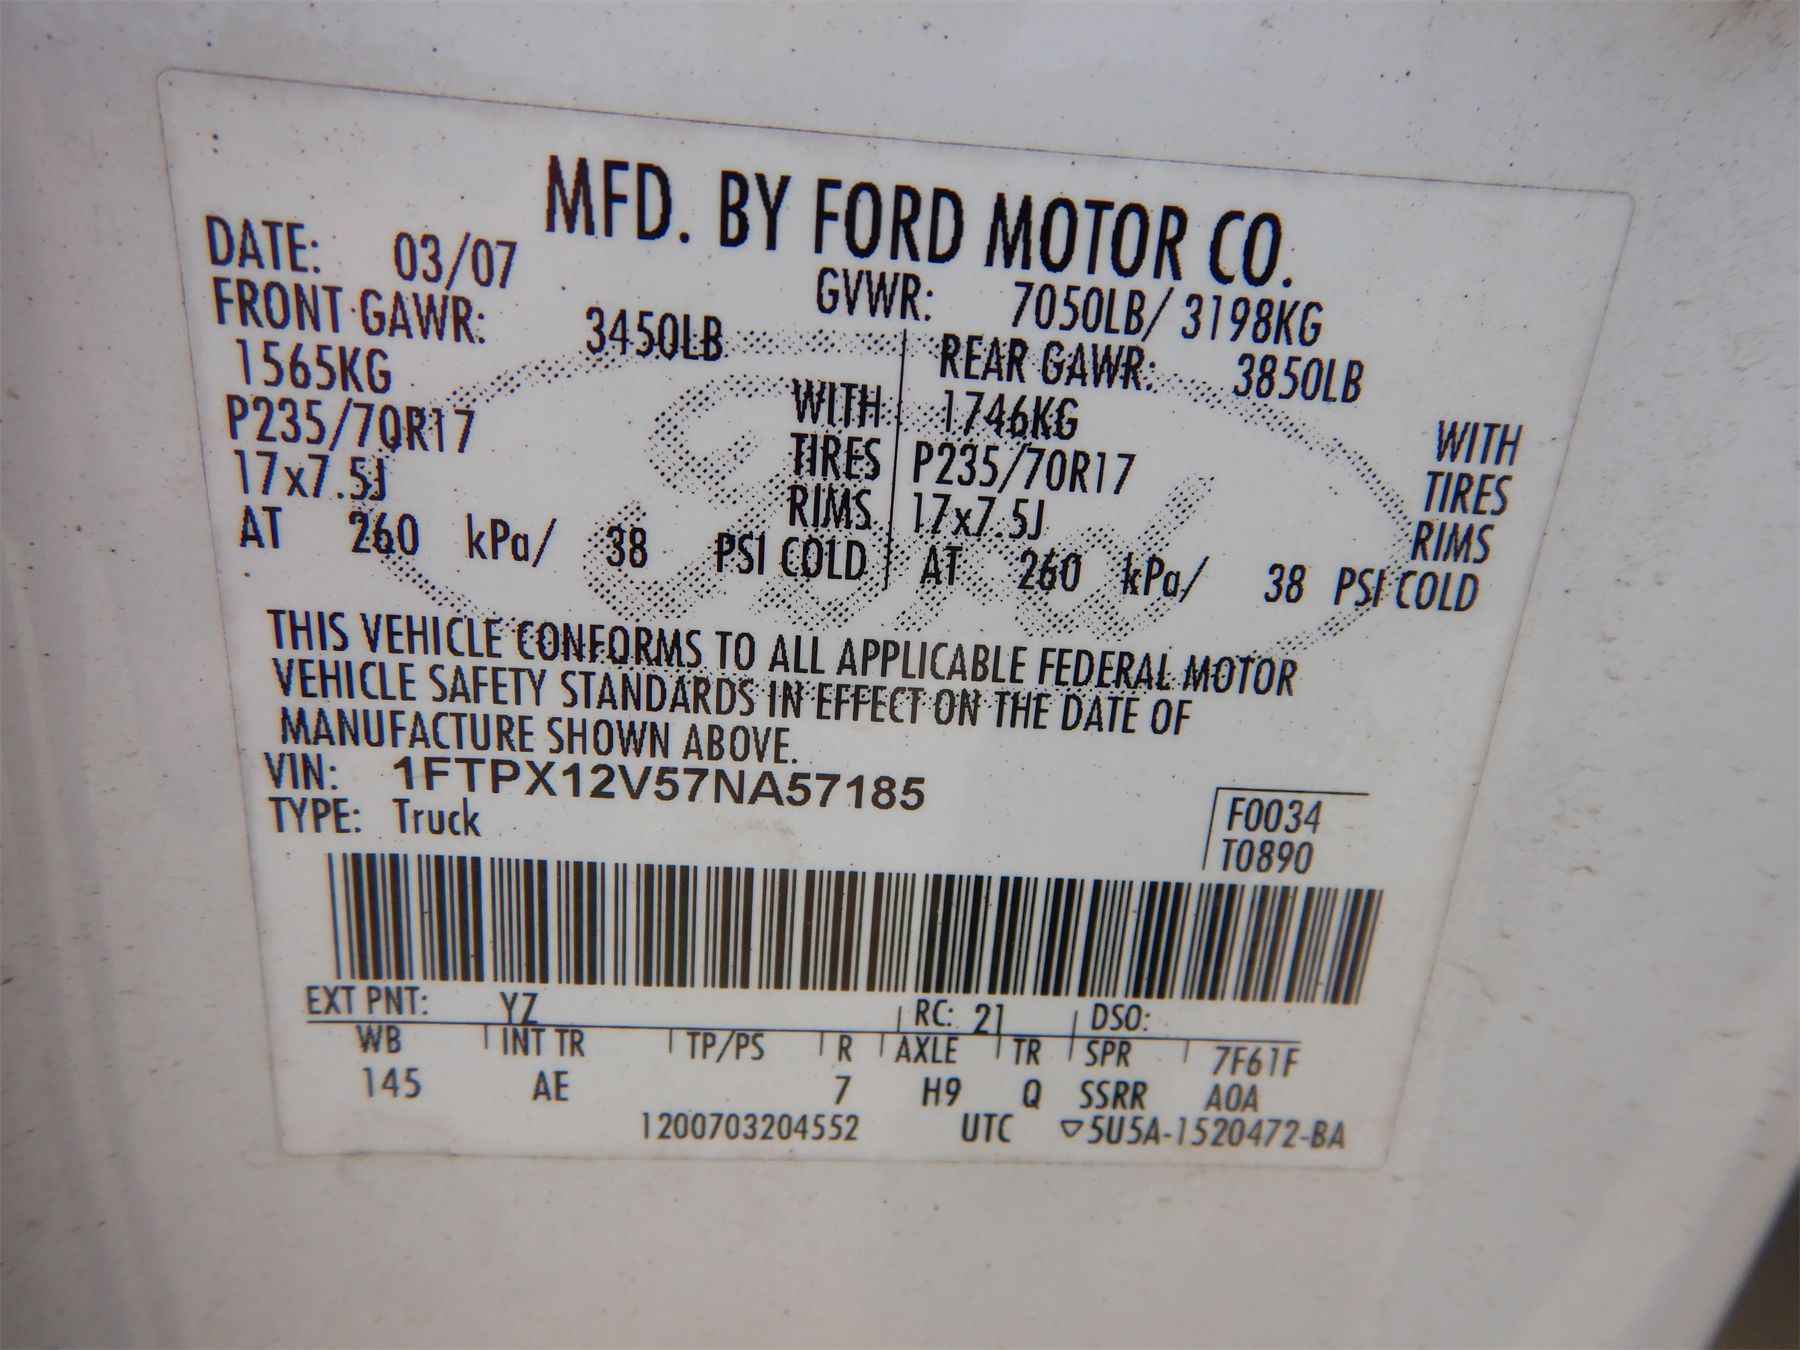 MFD. BY FORD MOTOR CO.
DATE: 03/07 GVWR: 7050LB/ 3198KG
FRONT GAWR: 3450LB REAR GAWR: 3850LB
1565KG WITH 1746KG WITH
P235/70R17 TIRES P235/70R17 TIRES
17x7.5J RIMS 17x7.5J RIMS
AT 260 kPa/ 38 PSI COLD AT 260 kPa/ 38 PSI COLD
THIS VEHICLE CONFORMS TO ALL APPLICABLE FEDERAL MOTOR
VEHICLE SAFETY STANDARDS IN EFFECT ON THE DATE OF
MANUFACTURE SHOWN ABOVE.
VIN: 1FTPX12V57NA57185
TYPE: Truck F0034
T0890
EXT PNT: YZ RC: 21 DSO:
WB INT TR TP/PS R AXLE TR SPR 7F61F
145 AE 7 H9 Q SSRR A0A
1200703204552 UTC ▽5U5A-1520472-BA